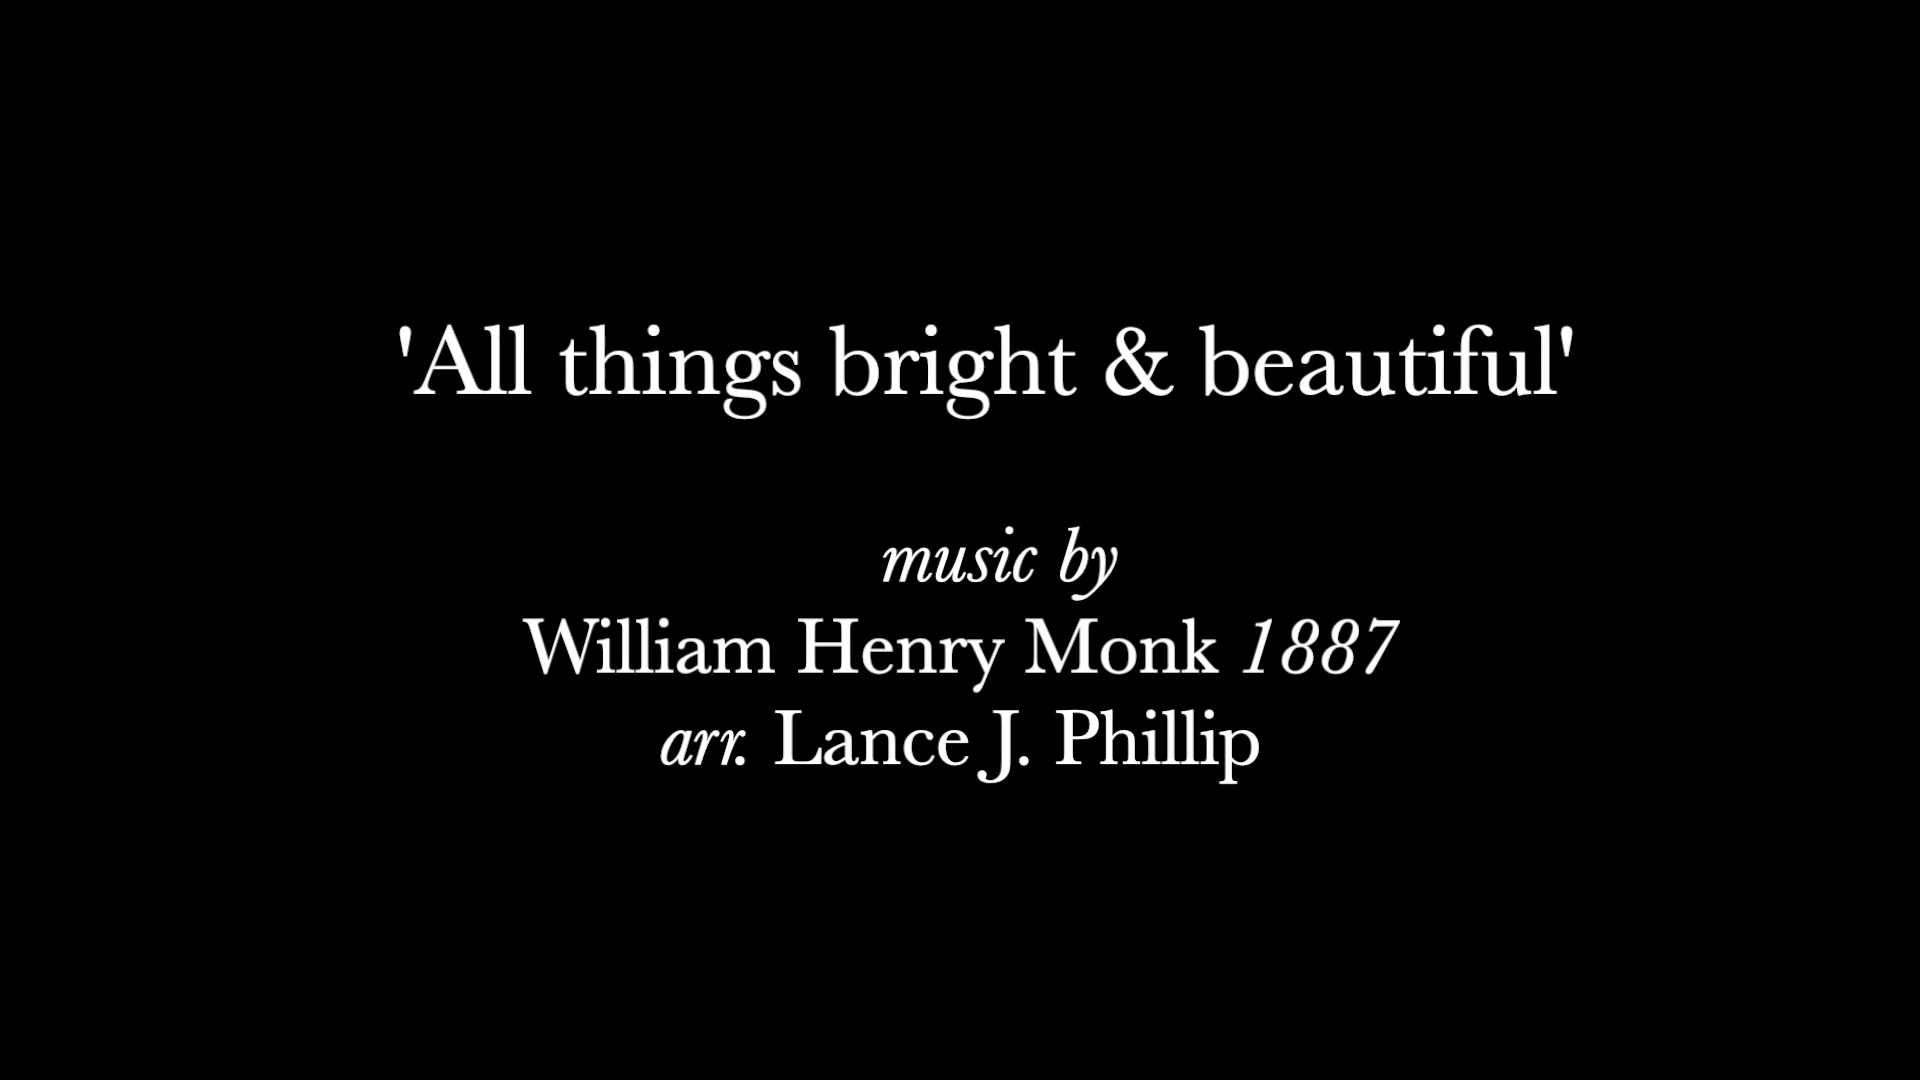 'All things bright & beautiful'
music by
William Henry Monk 1887
arr. Lance J. Phillip